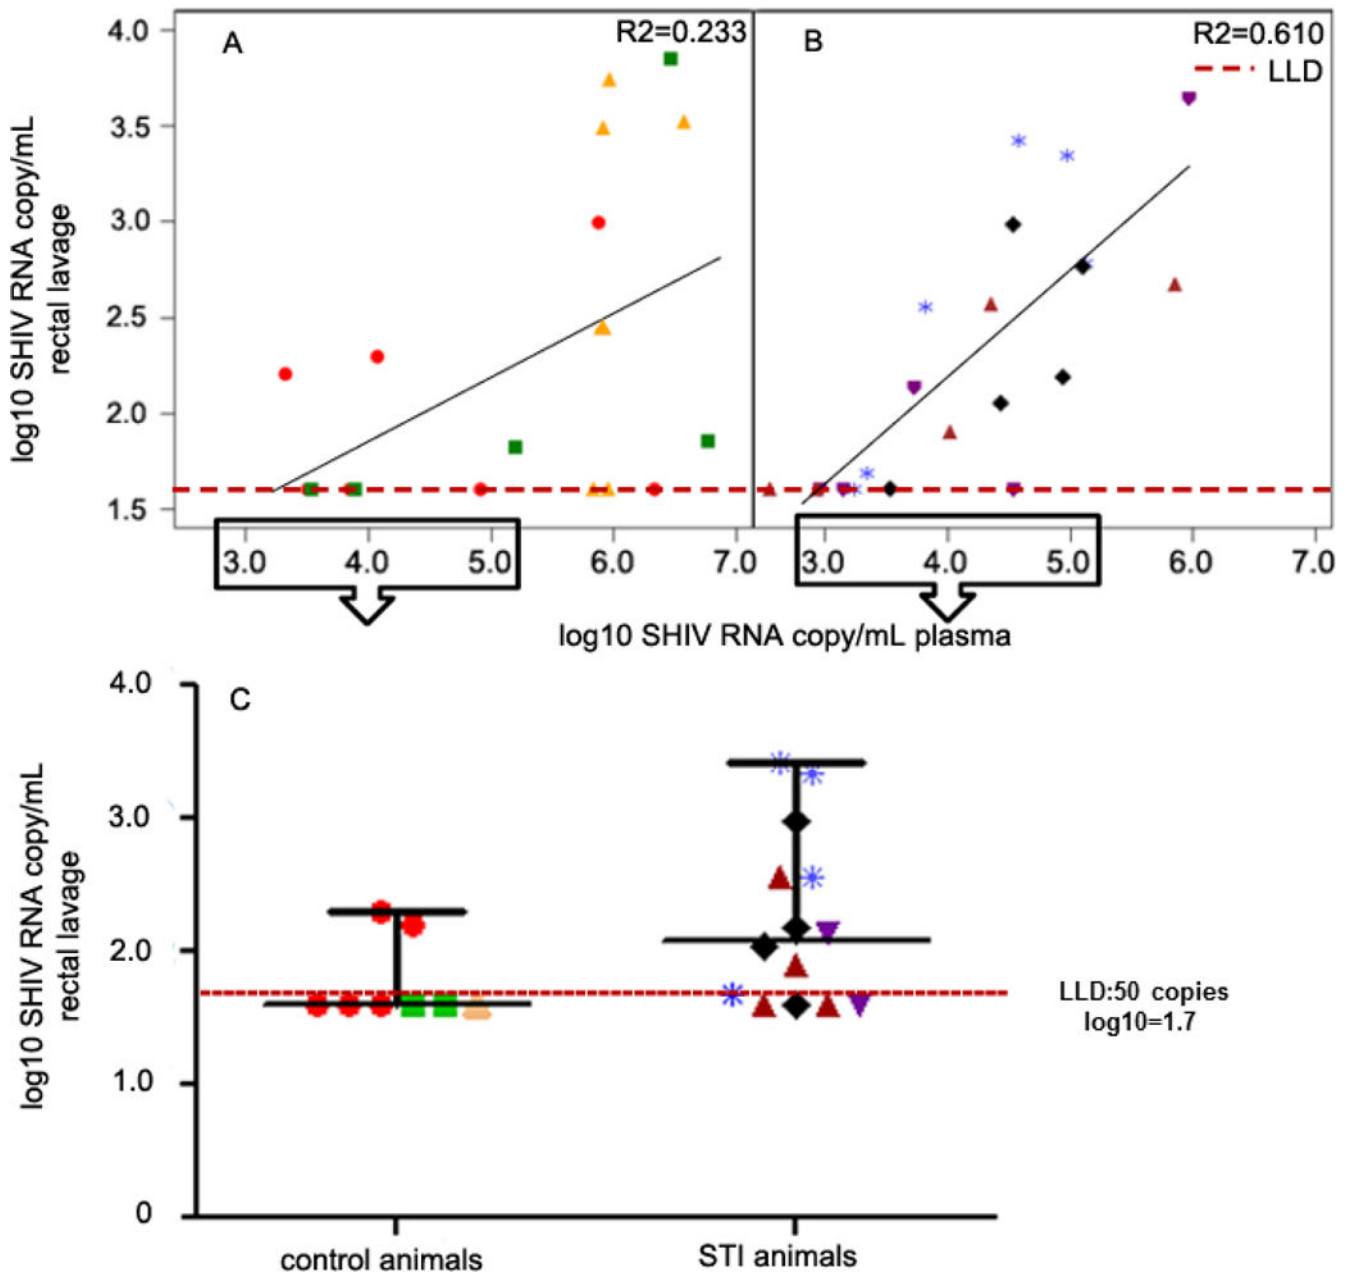 A
R2=0.233
B
R2=0.610
LLD
4.0
3.5
3.0
2.5
2.0
1.5
log10 SHIV RNA copy/mL
rectal lavage
3.0 4.0 5.0 6.0 7.0
3.0 4.0 5.0 6.0 7.0
log10 SHIV RNA copy/mL plasma
C
4.0
3.0
2.0
1.0
0
log10 SHIV RNA copy/mL
rectal lavage
LLD:50 copies
log10=1.7
control animals
STI animals